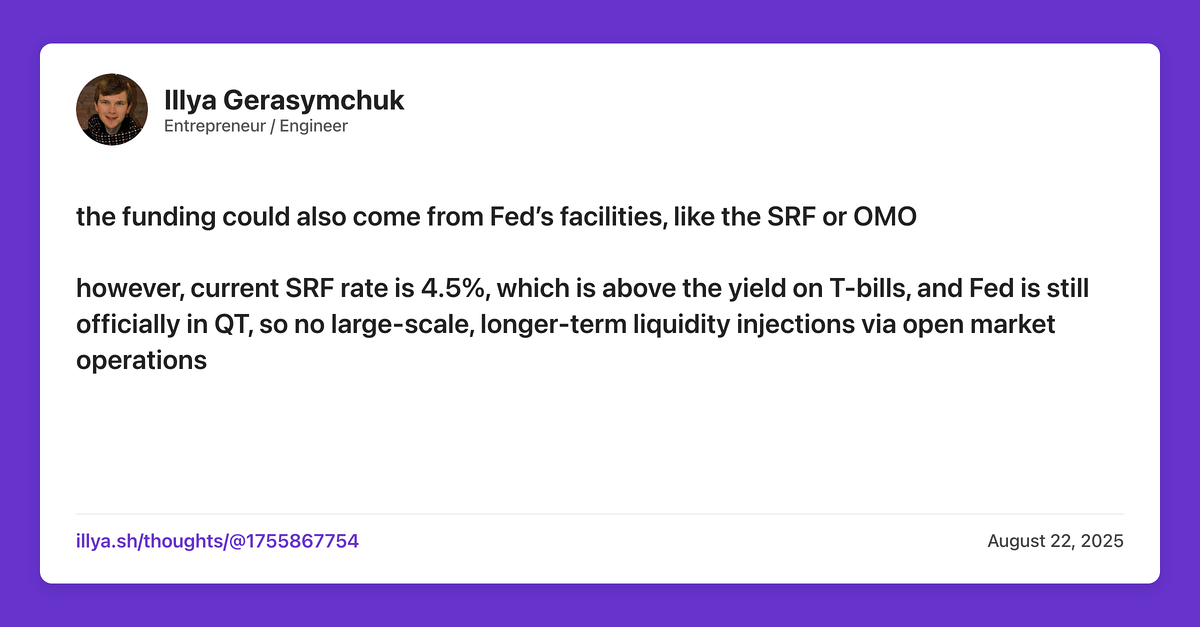 Illya Gerasymchuk
Entrepreneur / Engineer
the funding could also come from Fed’s facilities, like the SRF or OMO
however, current SRF rate is 4.5%, which is above the yield on T-bills, and Fed is still
officially in QT, so no large-scale, longer-term liquidity injections via open market
operations
illya.sh/thoughts/@1755867754
August 22, 2025